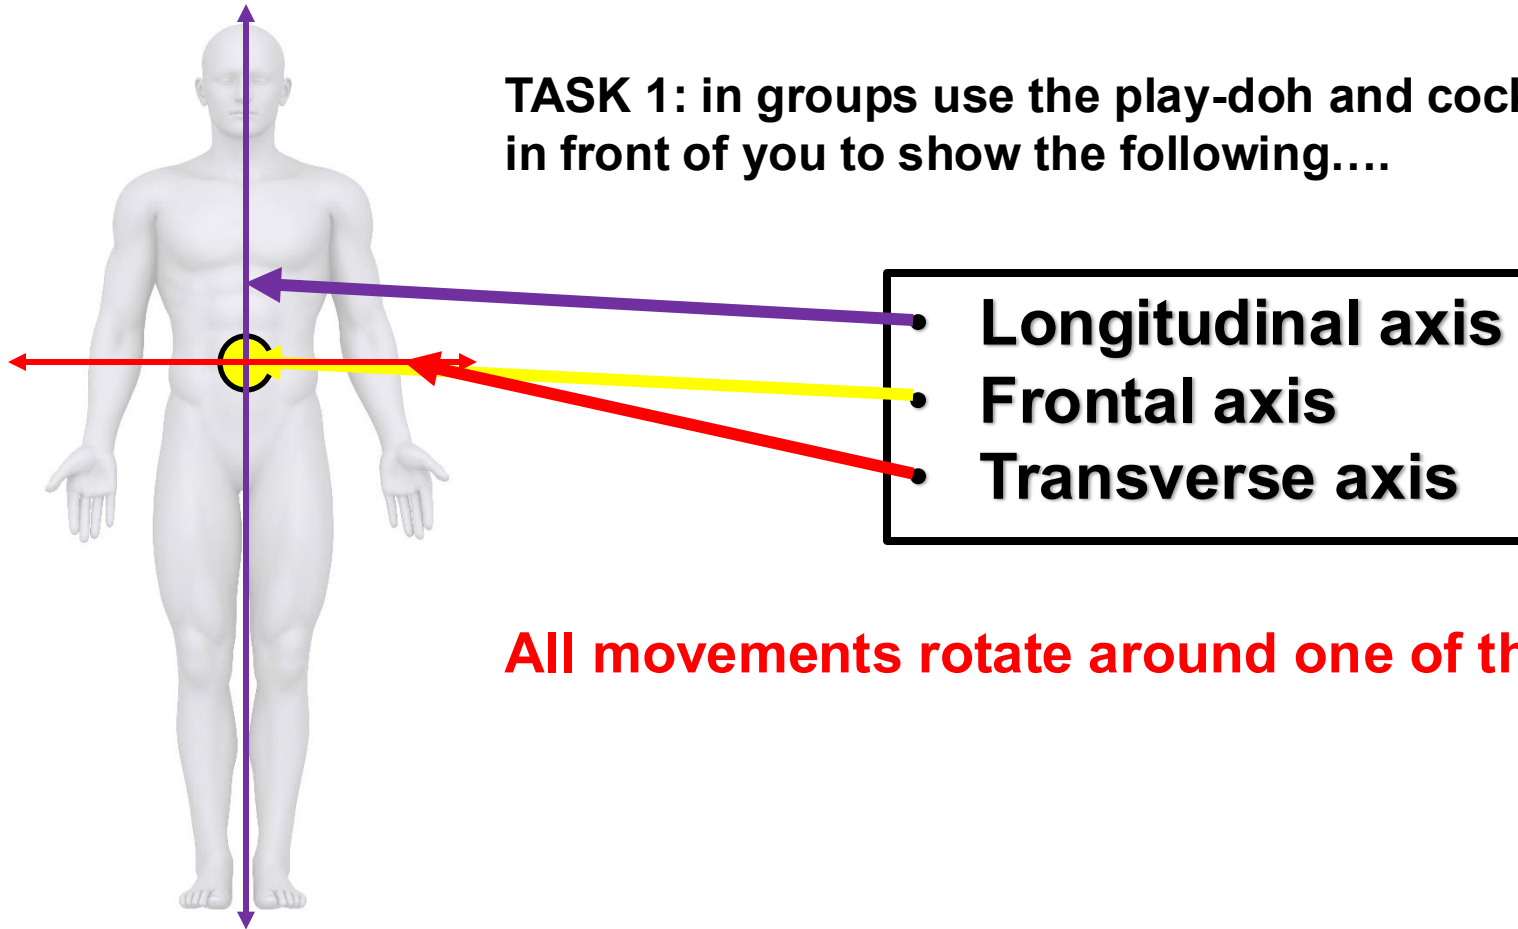 TASK 1: in groups use the play-doh and
in front of you to show the following....
• Longitudinal axis
• Frontal axis
• Transverse axis
All movements rotate around one of